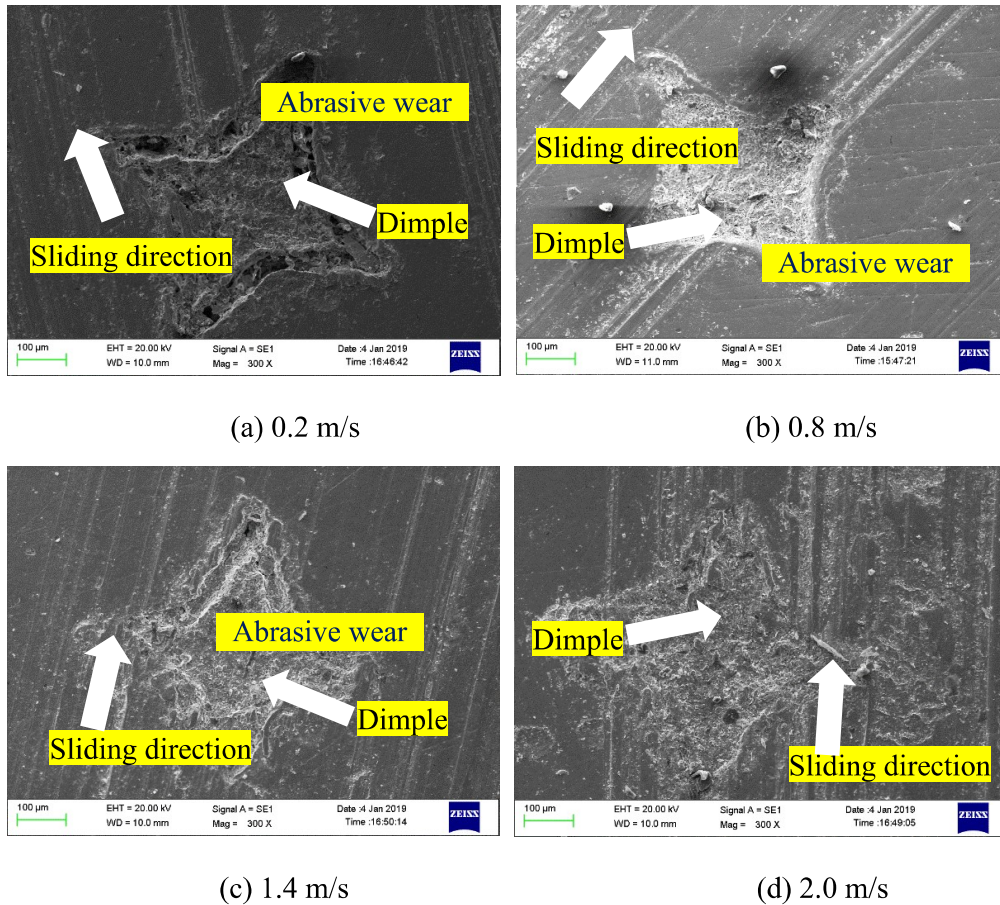 Abrasive wear
Dimple
Sliding direction
100 µm
EHT = 20.00 kV
WD = 10.0 mm
Signal A = SE1
Mag = 300 X
Date :4 Jan 2019
Time :16:46:42
ZEISS
(a) 0.2 m/s
Sliding direction
Dimple
Abrasive wear
100 µm
EHT = 20.00 kV
WD = 11.0 mm
Signal A = SE1
Mag = 300 X
Date :4 Jan 2019
Time :15:47:21
ZEISS
(b) 0.8 m/s
Abrasive wear
Dimple
Sliding direction
100 µm
EHT = 20.00 kV
WD = 10.0 mm
Signal A = SE1
Mag = 300 X
Date :4 Jan 2019
Time :16:50:14
ZEISS
(c) 1.4 m/s
Dimple
Sliding direction
100 µm
EHT = 20.00 kV
WD = 10.0 mm
Signal A = SE1
Mag = 300 X
Date :4 Jan 2019
Time :16:49:05
ZEISS
(d) 2.0 m/s